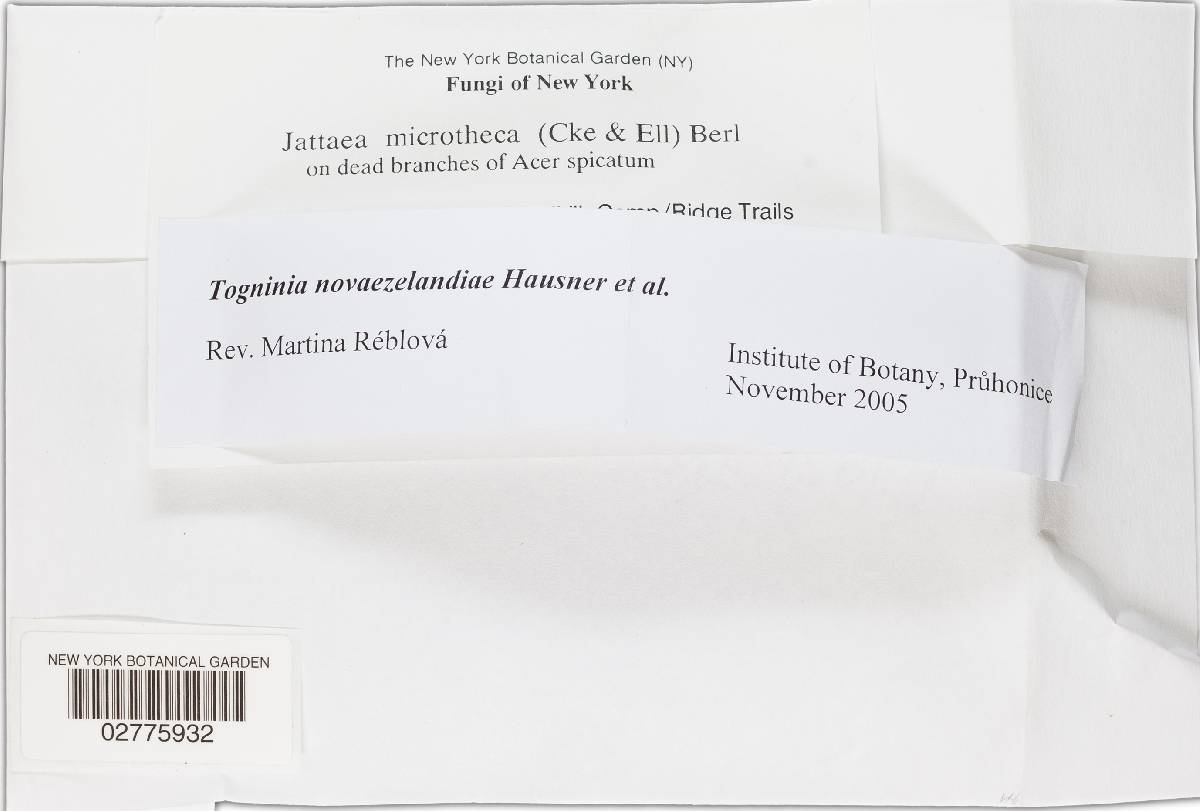 The New York Botanical Garden (NY)
Fungi of New York
Jattaea microtheca (Cke & Ell) Berl
on dead branches of Acer spicatum
/Ridge Trails
Togninia novaezelandiae Hausner et al.
Rev. Martina Réblová
Institute of Botany, Průhonice
November 2005
NEW YORK BOTANICAL GARDEN
02775932